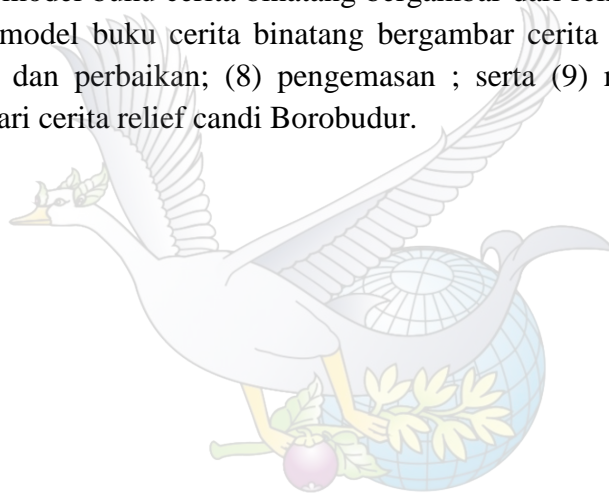 model buku cerita binatang bergambar dari
model buku cerita binatang bergambar cerita
dan perbaikan; (8) pengemasan ; serta (9)
ari cerita relief candi Borobudur.